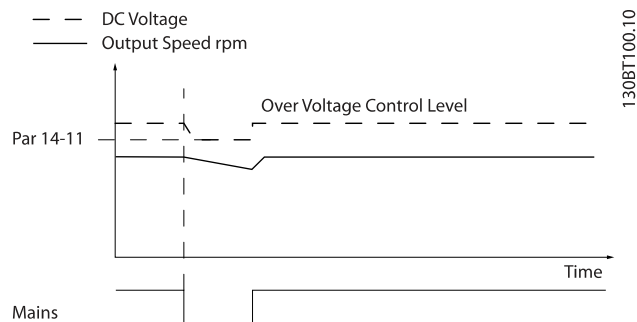 DC Voltage
Output Speed rpm
130BT100.10
Over Voltage Control Level
Par 14-11
Time
Mains